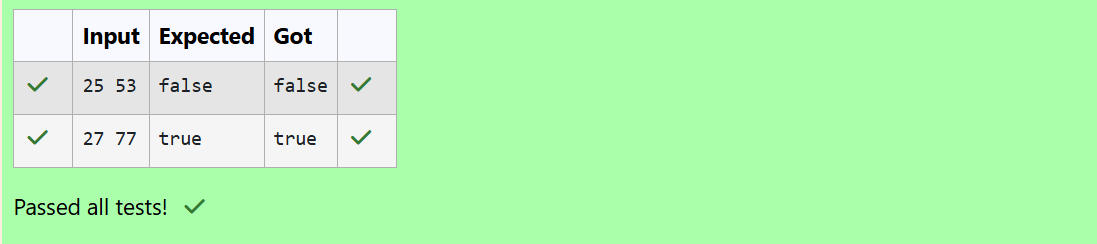 Input Expected Got
25 53 false false
27 77 true true
Passed all tests!